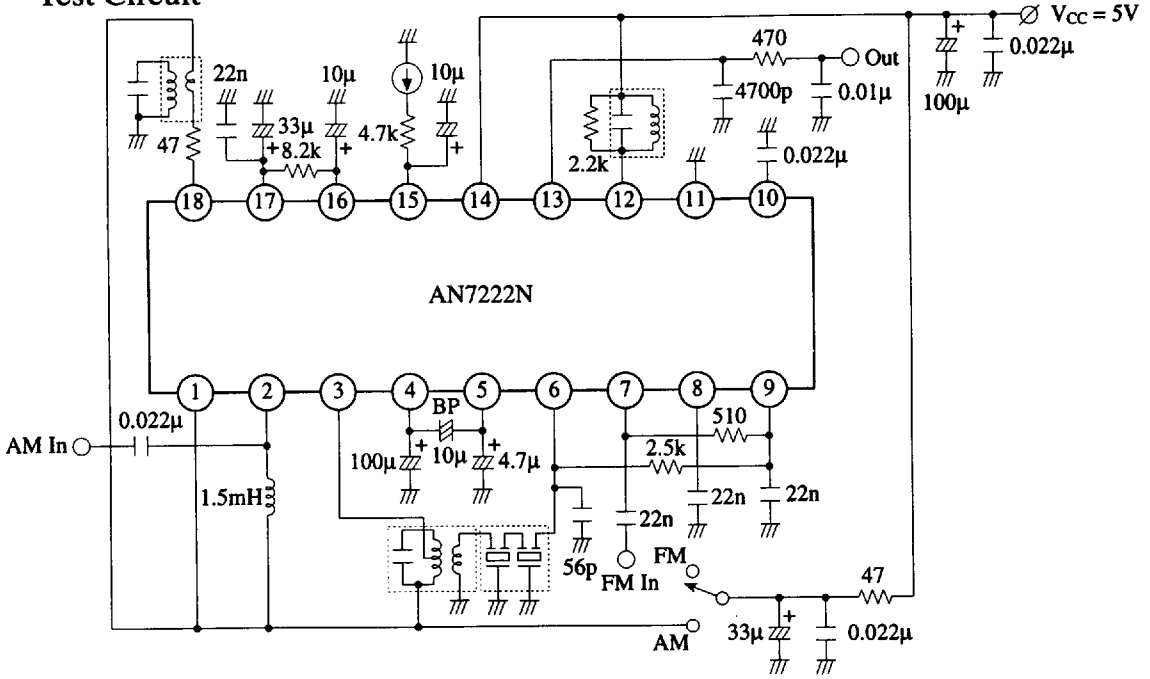 Test Circuit
VCC = 5V
470
Out
0.022μ
22n
10μ
10μ
4700p
0.01μ
100μ
47
33μ
8.2k
4.7k
2.2k
0.022μ
18
17
16
15
14
13
12
11
10
AN7222N
1
2
3
4
5
6
7
8
9
0.022μ
BP
510
AM In
100μ
10μ
4.7μ
2.5k
1.5mH
22n
22n
22n
56p
FM In
FM
47
AM
33μ
0.022μ